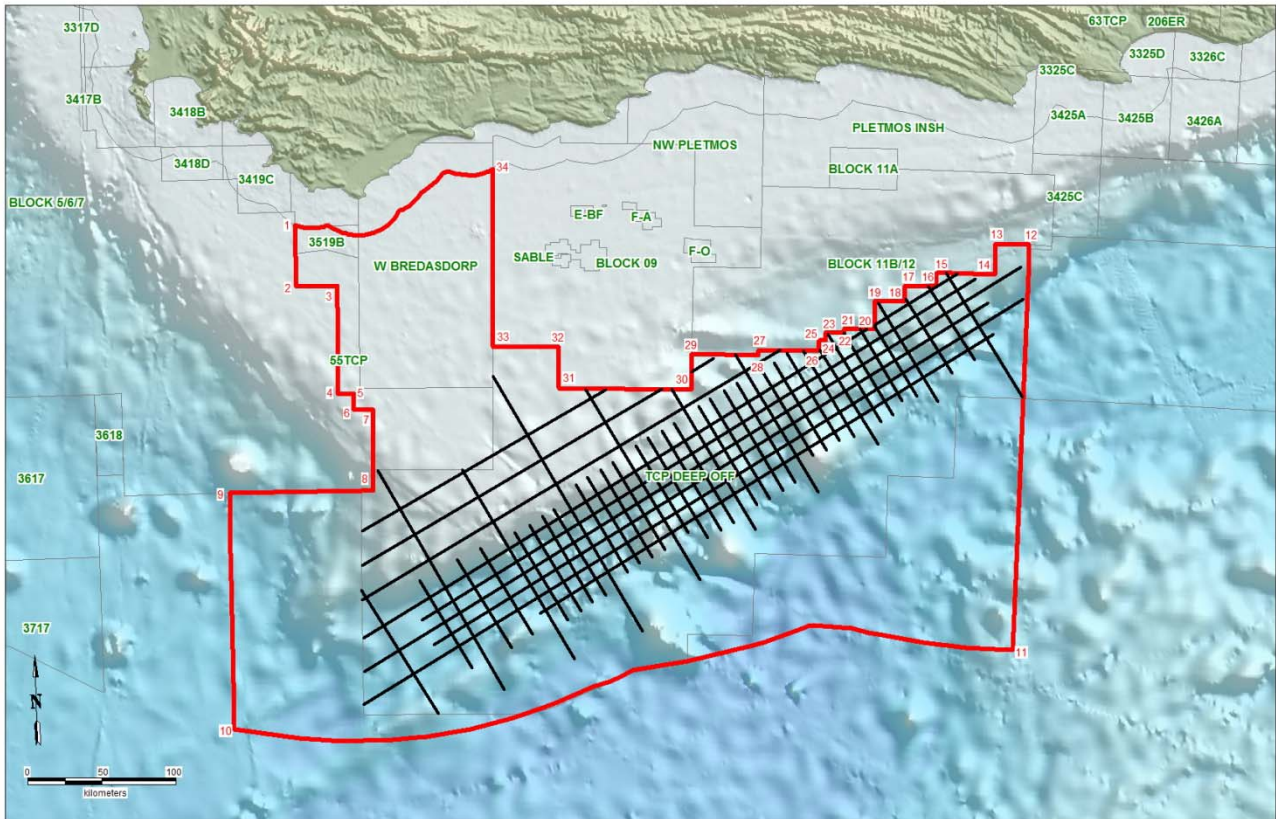 63TCP 206ER
3317D
3325D 3326C
3325C
3417B
3418B
3425A 3425B 3426A
PLETMOS INSH
NW PLETMOS
3418D
3419C
BLOCK 11A
34
BLOCK 5/6/7
3425C
E-BF F-A
1
3519B
13 12
F-O
SABLE BLOCK 09
W BREDASDORP
BLOCK 11B/12
15 14
17 16
2 3
19 18
23 21 20
25 22
33 32
29 27 24
26
28
55TCP
31 30
4 5
6 7
3618
TCP DEEP OFF
3617
8
9
3717
11
N
10
0 50 100
kilometers